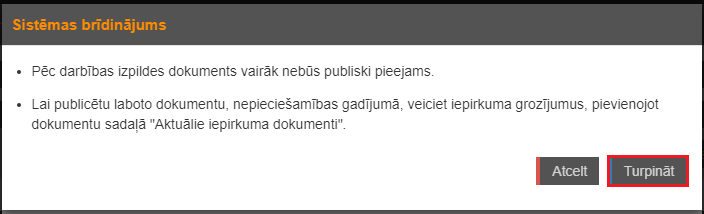 Sistēmas brīdinājums
Pēc darbības izpildes dokuments vairāk nebūs publiski pieejams.
Lai publicētu laboto dokumentu, nepieciešamības gadījumā, veiciet iepirkuma grozījumus, pievienojot
dokumentu sadaļā "Aktuālie iepirkuma dokumenti".
Atcelt Turpināt